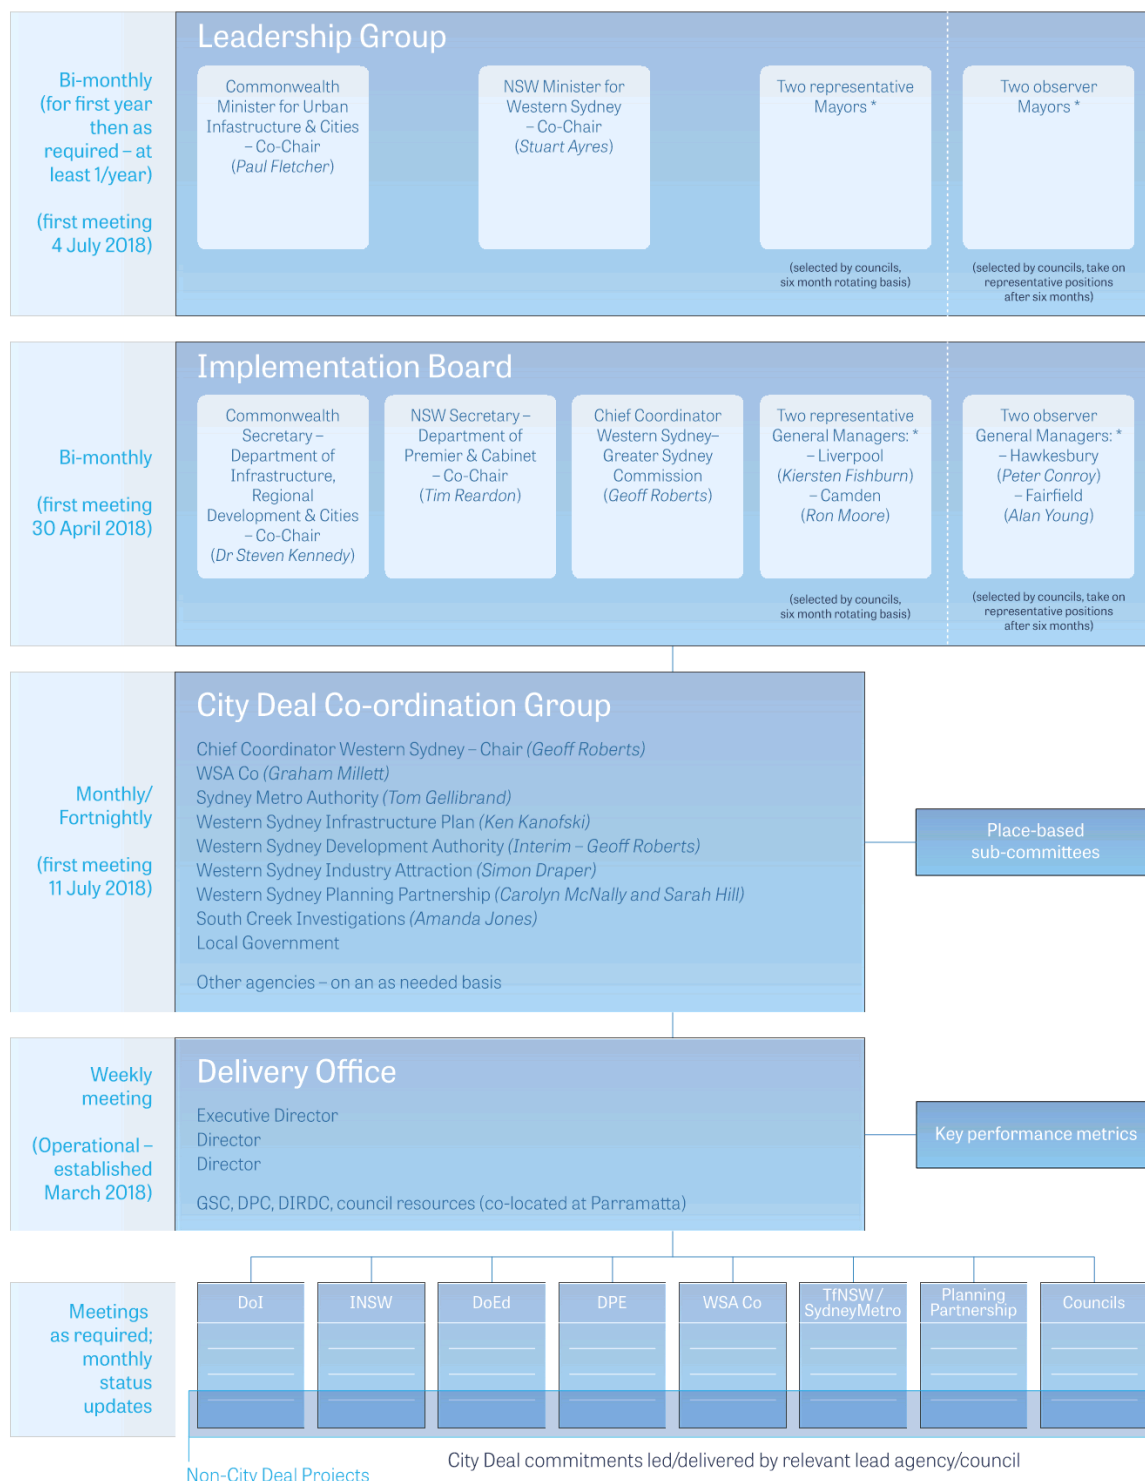 Leadership Group
Bi-monthly
(for first year
then as
required – at
least 1/year)
(first meeting
4 July 2018)
Commonwealth
Minister for Urban
Infastructure & Cities
– Co-Chair
(Paul Fletcher)
NSW Minister for
Western Sydney
– Co-Chair
(Stuart Ayres)
Two representative
Mayors *
(selected by councils,
six month rotating basis)
Two observer
Mayors *
(selected by councils, take on
representative positions
after six months)
Implementation Board
Bi-monthly
(first meeting
30 April 2018)
Commonwealth
Secretary –
Department of
Infrastructure,
Regional
Development & Cities
– Co-Chair
(Dr Steven Kennedy)
NSW Secretary –
Department of
Premier & Cabinet
– Co-Chair
(Tim Reardon)
Chief Coordinator
Western Sydney–
Greater Sydney
Commission
(Geoff Roberts)
Two representative
General Managers: *
– Liverpool
(Kiersten Fishburn)
– Camden
(Ron Moore)
(selected by councils,
six month rotating basis)
Two observer
General Managers: *
– Hawkesbury
(Peter Conroy)
– Fairfield
(Alan Young)
(selected by councils, take on
representative positions
after six months)
City Deal Co-ordination Group
Monthly/
Fortnightly
(first meeting
11 July 2018)
Chief Coordinator Western Sydney – Chair (Geoff Roberts)
WSA Co (Graham Millett)
Sydney Metro Authority (Tom Gellibrand)
Western Sydney Infrastructure Plan (Ken Kanofski)
Western Sydney Development Authority (Interim – Geoff Roberts)
Western Sydney Industry Attraction (Simon Draper)
Western Sydney Planning Partnership (Carolyn McNally and Sarah Hill)
South Creek Investigations (Amanda Jones)
Local Government
Other agencies – on an as needed basis
Place-based
sub-committees
Delivery Office
Weekly
meeting
(Operational –
established
March 2018)
Executive Director
Director
Director
GSC, DPC, DIRDC, council resources (co-located at Parramatta)
Key performance metrics
Meetings
as required;
monthly
status
updates
DoI
INSW
DoEd
DPE
WSA Co
TfNSW /
SydneyMetro
Planning
Partnership
Councils
City Deal commitments led/delivered by relevant lead agency/council
Non-City Deal Projects